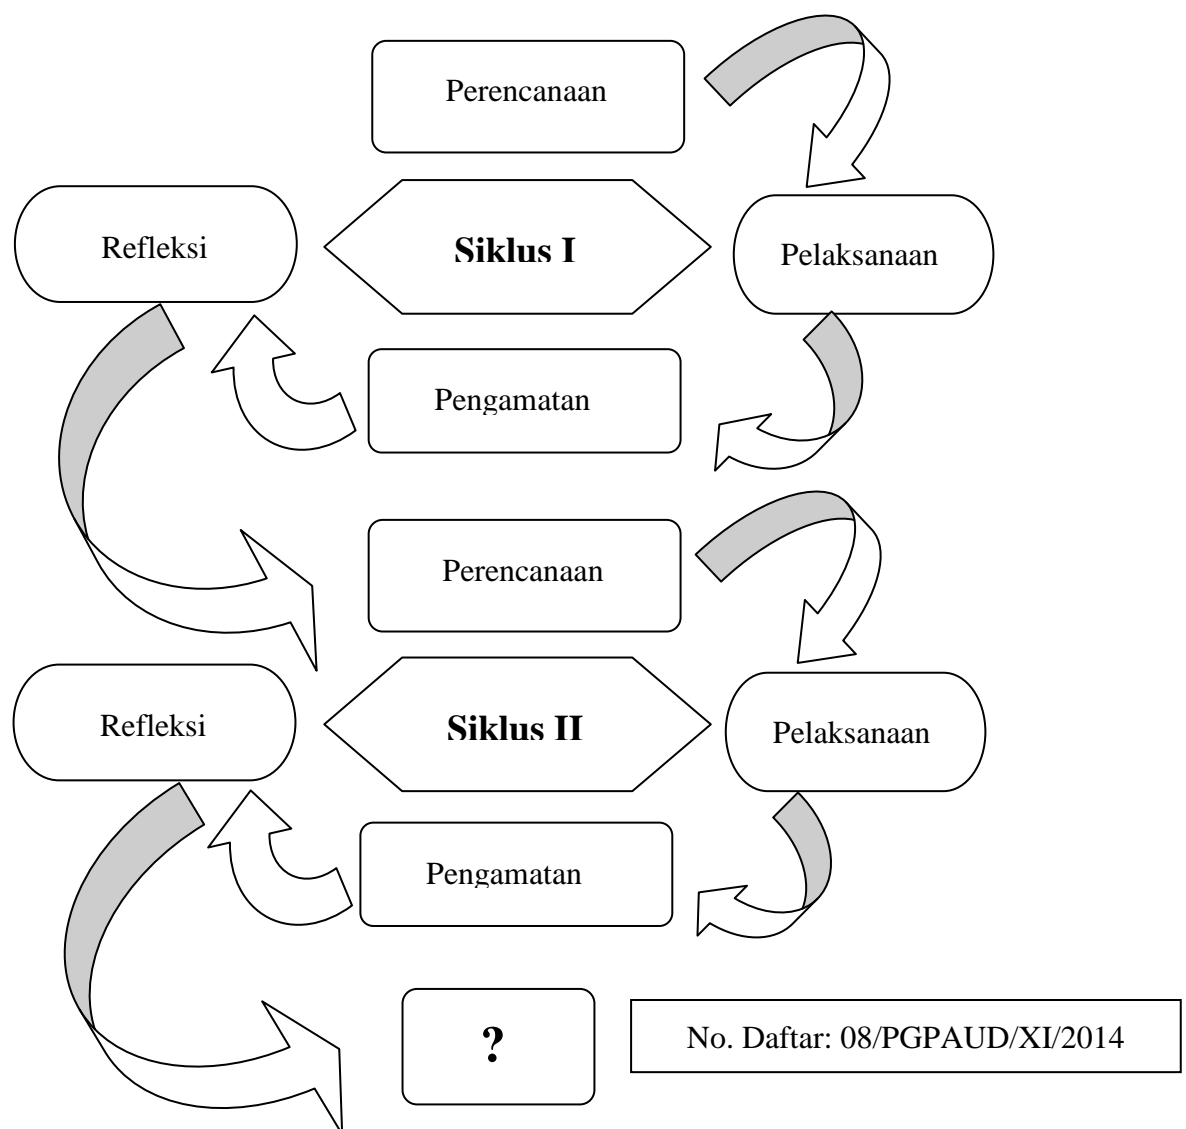 Perencanaan
Refleksi
Siklus I
Pelaksanaan
Pengamatan
Perencanaan
Refleksi
Siklus II
Pelaksanaan
Pengamatan
?
No. Daftar: 08/PGPAUD/XI/2014